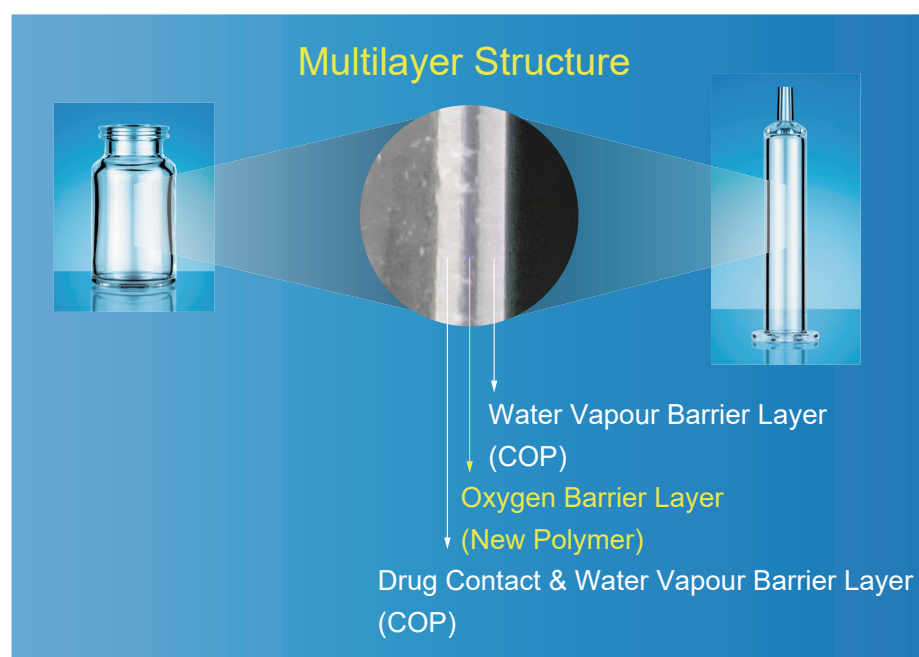 Multilayer Structure
Water Vapour Barrier Layer
(COP)
Oxygen Barrier Layer
(New Polymer)
Drug Contact & Water Vapour Barrier Layer
(COP)